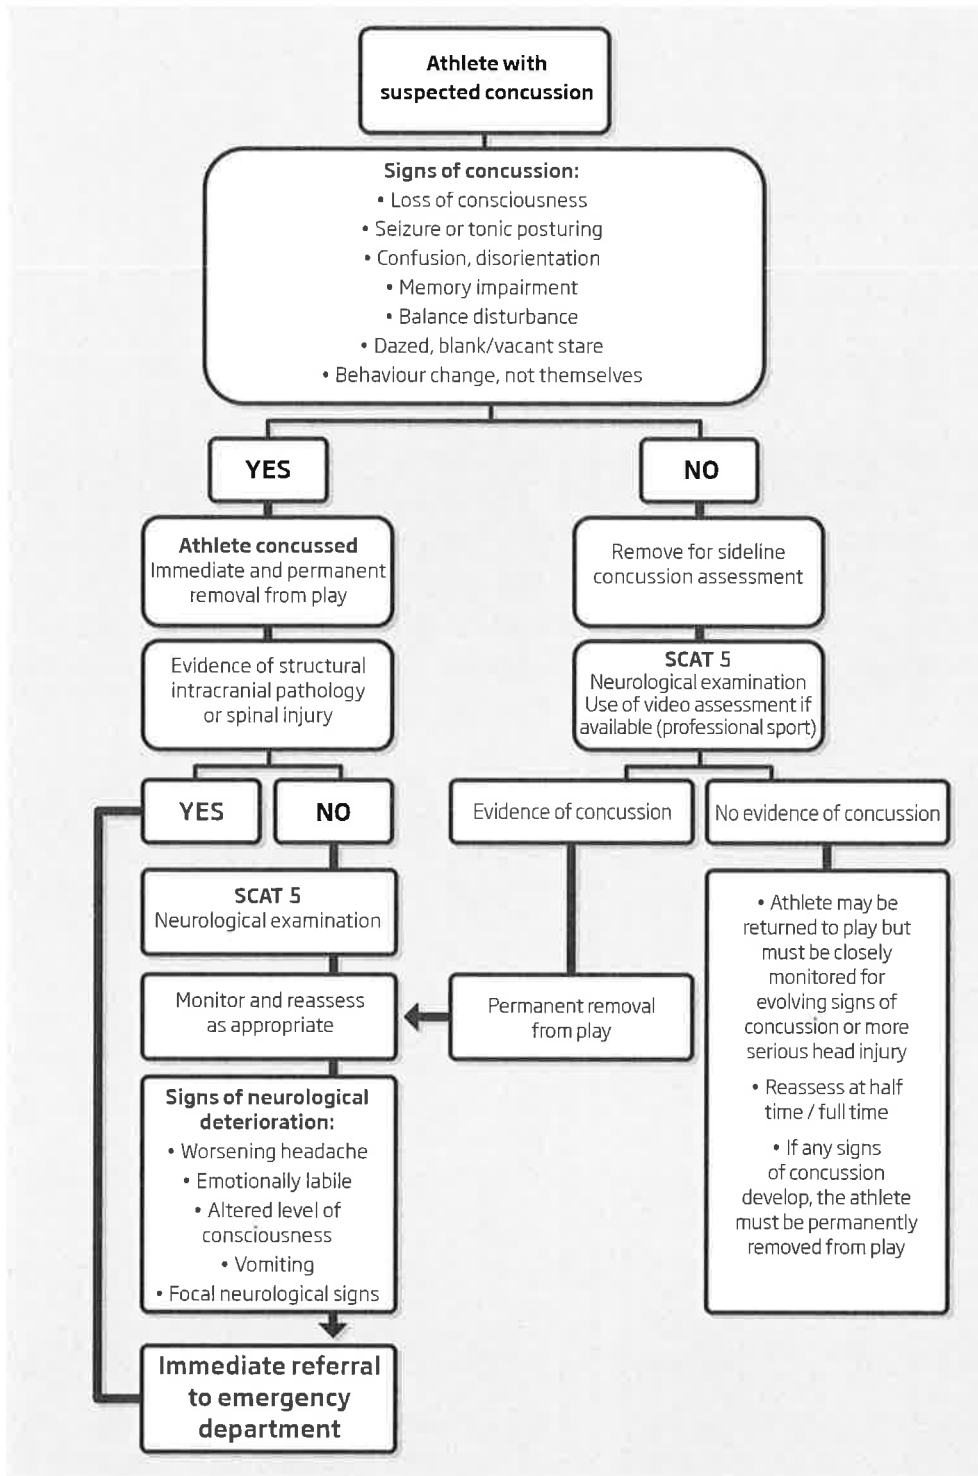 Athlete with
suspected concussion
Signs of concussion:
• Loss of consciousness
• Seizure or tonic posturing
• Confusion, disorientation
• Memory impairment
• Balance disturbance
• Dazed, blank/vacant stare
• Behaviour change, not themselves
YES
NO
Athlete concussed
Immediate and permanent
removal from play
Remove for sideline
concussion assessment
Evidence of structural
intracranial pathology
or spinal injury
SCAT 5
Neurological examination
Use of video assessment if
available (professional sport)
YES
NO
Evidence of concussion
No evidence of concussion
SCAT 5
Neurological examination
Monitor and reassess
as appropriate
Permanent removal
from play
• Athlete may be
returned to play but
must be closely
monitored for
evolving signs of
concussion or more
serious head injury
• Reassess at half
time / full time
• If any signs
of concussion
develop, the athlete
must be permanently
removed from play
Signs of neurological
deterioration:
• Worsening headache
• Emotionally labile
• Altered level of
consciousness
• Vomiting
• Focal neurological signs
Immediate referral
to emergency
department